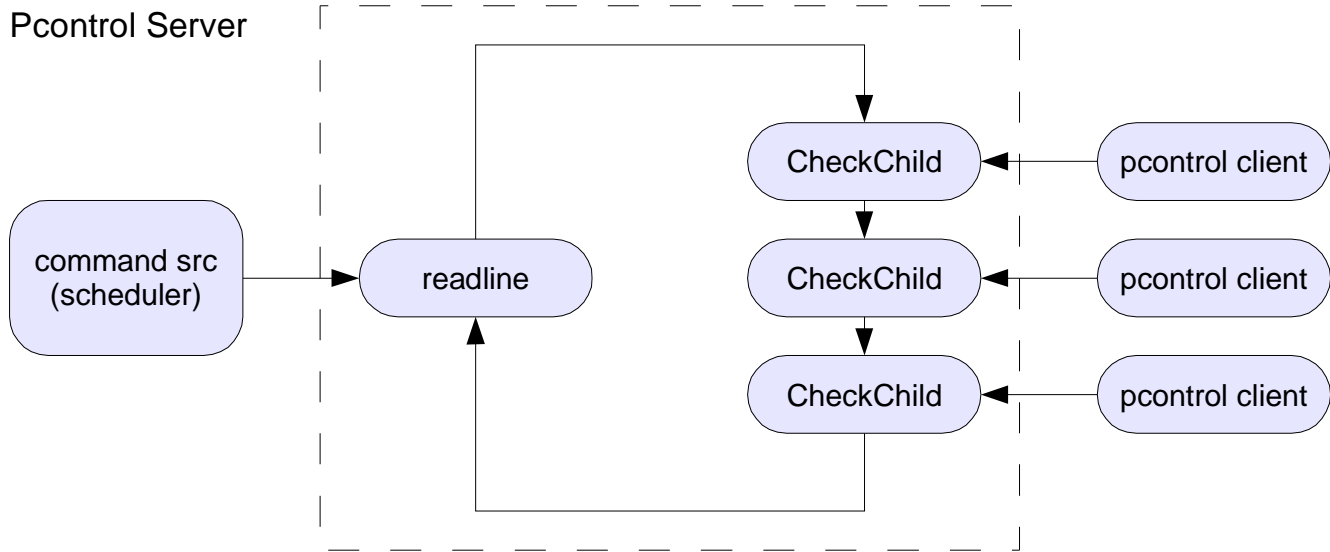 Pcontrol Server
CheckChild
pcontrol client
command src
(scheduler)
readline
CheckChild
pcontrol client
CheckChild
pcontrol client